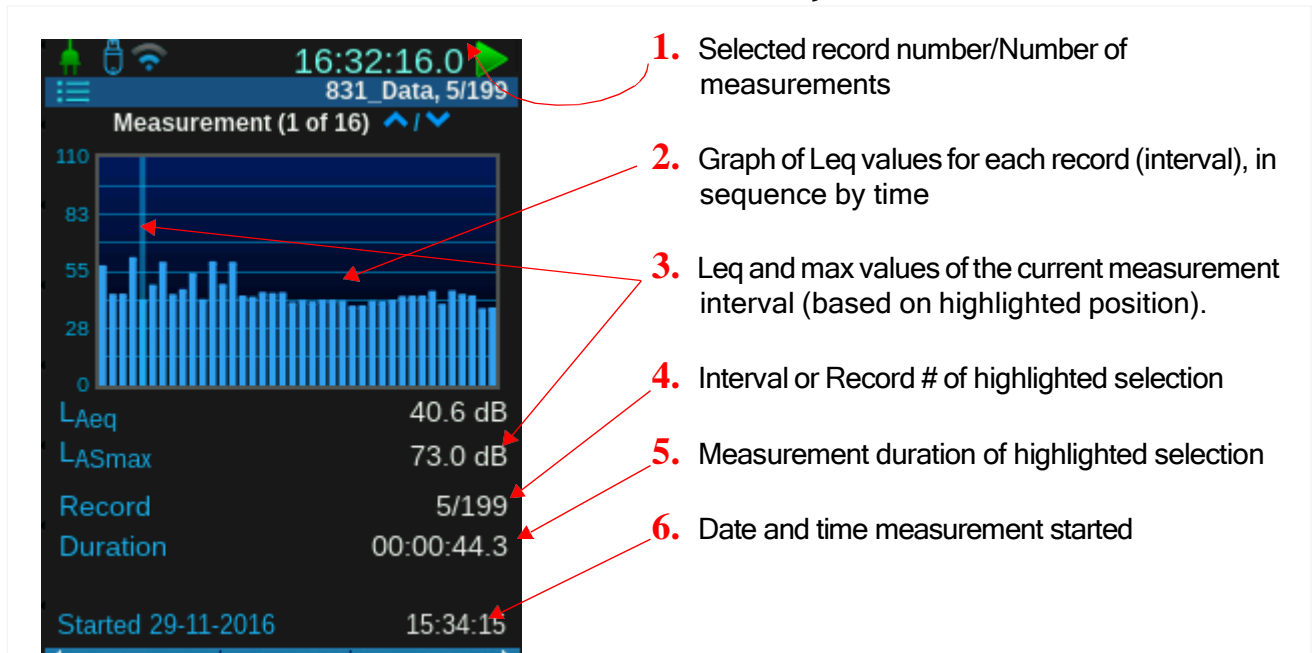 16:32:16.0
831_Data, 5/199
Measurement (1 of 16) /
110
83
55
28
0
LAeq 40.6 dB
LASmax 73.0 dB
Record 5/199
Duration 00:00:44.3
Started 29-11-2016 15:34:15
1. Selected record number/Number of
measurements
2. Graph of Leq values for each record (interval), in
sequence by time
3. Leq and max values of the current measurement
interval (based on highlighted position).
4. Interval or Record # of highlighted selection
5. Measurement duration of highlighted selection
6. Date and time measurement started